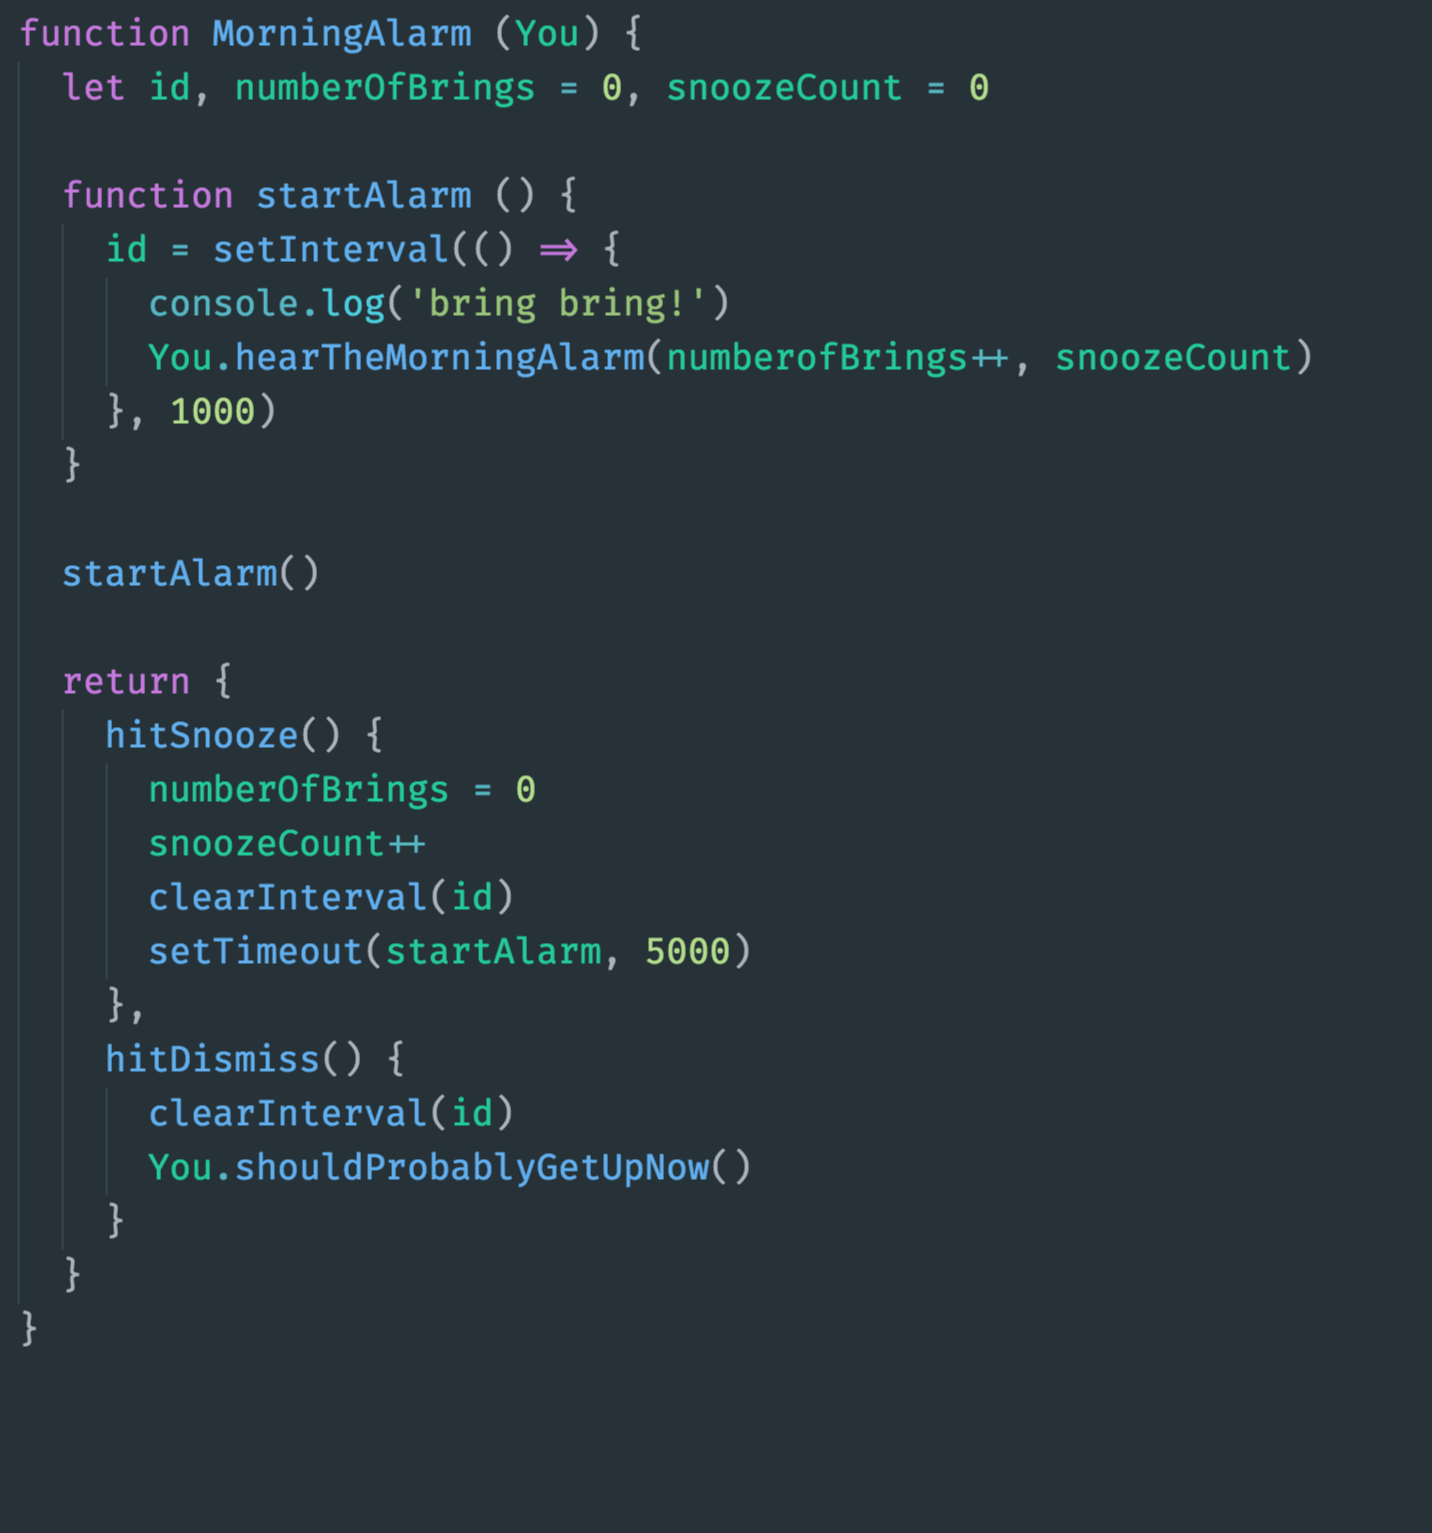 function MorningAlarm (You) {
  let id, numberOfBrings = 0, snoozeCount = 0

  function startAlarm () {
    id = setInterval(() => {
      console.log('bring bring!')
      You.hearTheMorningAlarm(numberofBrings++, snoozeCount)
    }, 1000)
  }

  startAlarm()

  return {
    hitSnooze() {
      numberOfBrings = 0
      snoozeCount++
      clearInterval(id)
      setTimeout(startAlarm, 5000)
    },
    hitDismiss() {
      clearInterval(id)
      You.shouldProbablyGetUpNow()
    }
  }
}